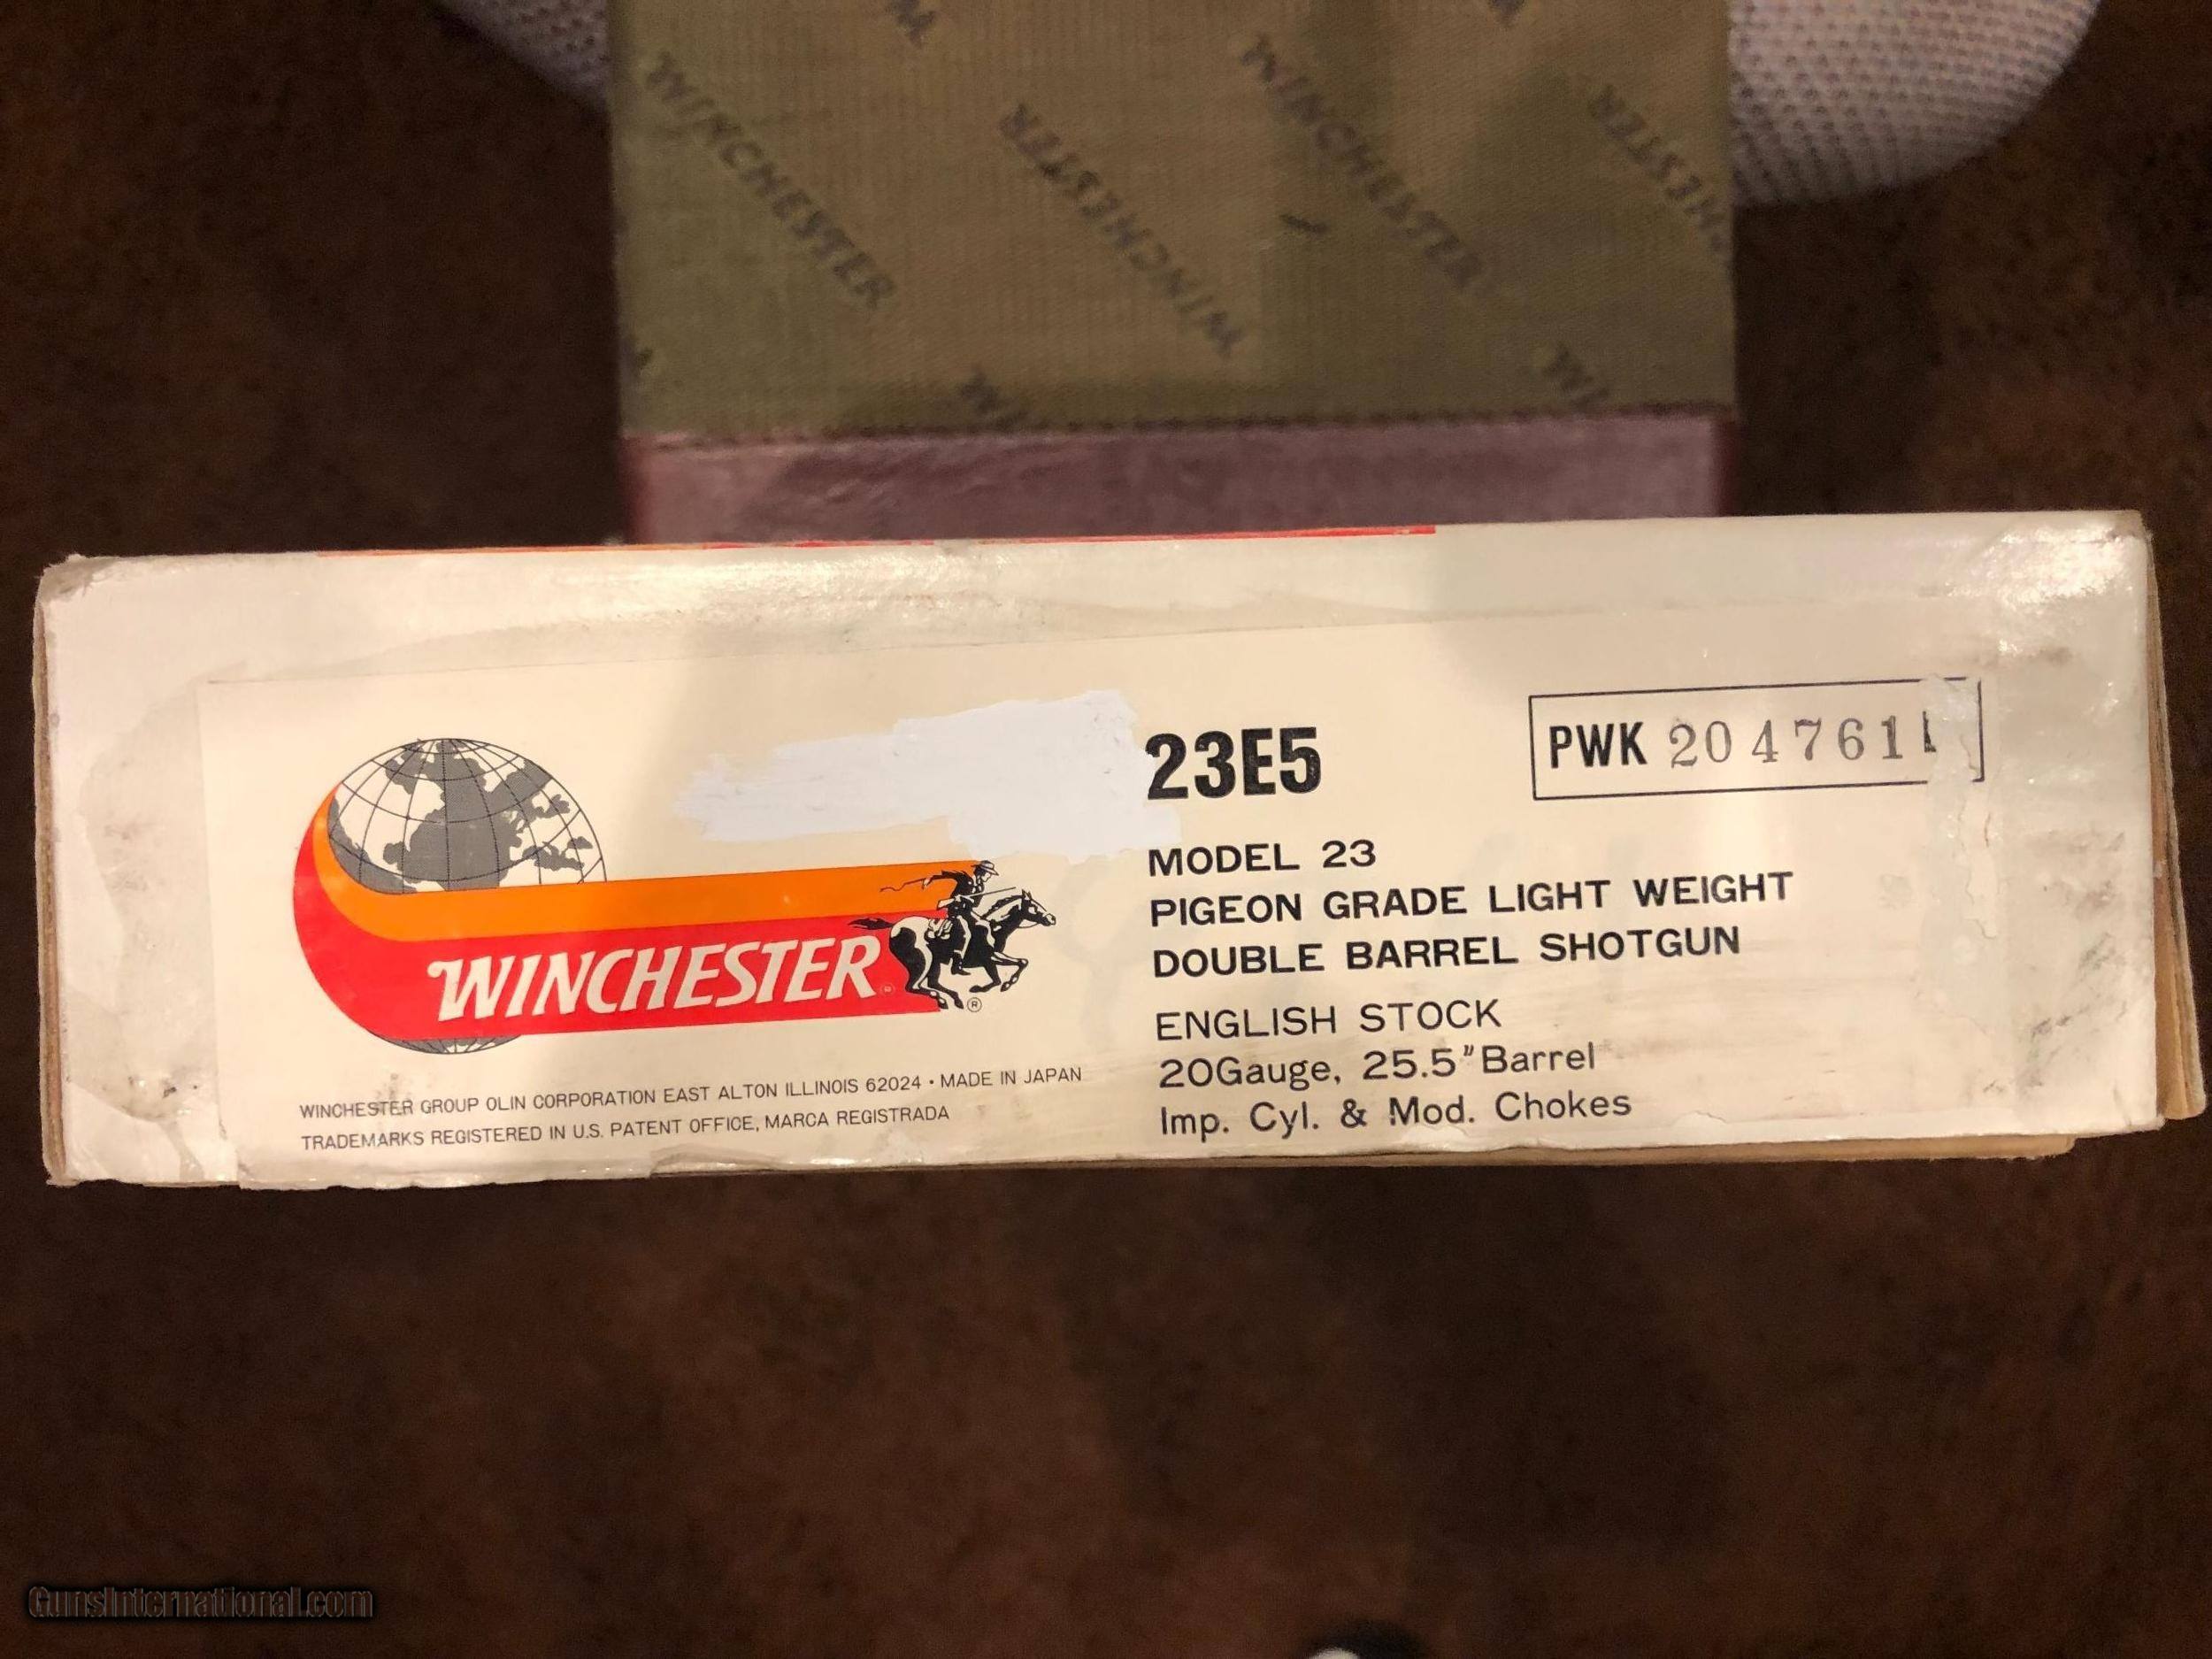 WINCHESTER
WINCHESTER
WINCHESTER
23E5
PWK 204761
MODEL 23
PIGEON GRADE LIGHT WEIGHT
DOUBLE BARREL SHOTGUN
ENGLISH STOCK
20Gauge, 25.5"Barrel
Imp. Cyl. & Mod. Chokes
WINCHESTER ®
WINCHESTER GROUP OLIN CORPORATION EAST ALTON ILLINOIS 62024 • MADE IN JAPAN
TRADEMARKS REGISTERED IN U.S. PATENT OFFICE, MARCA REGISTRADA
GunsInternational.com